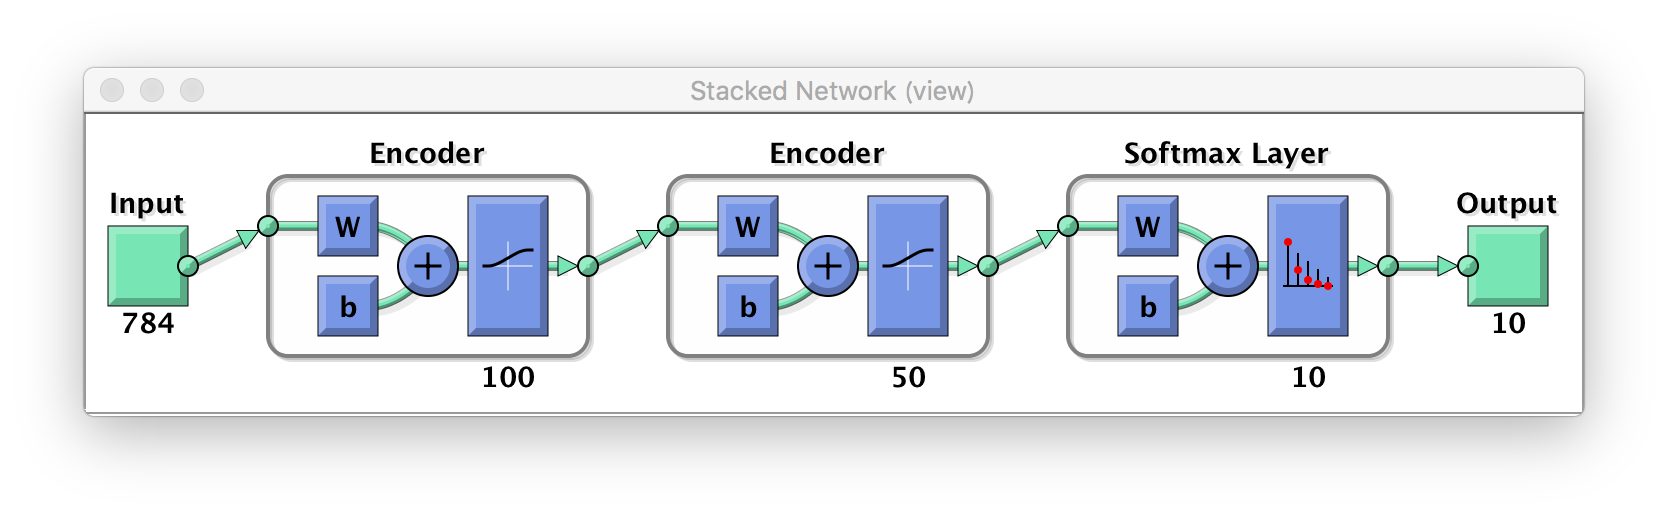 Stacked Network (view)
Encoder
Encoder
Softmax Layer
Input
Output
W
W
W
b
b
b
784
10
100
50
10